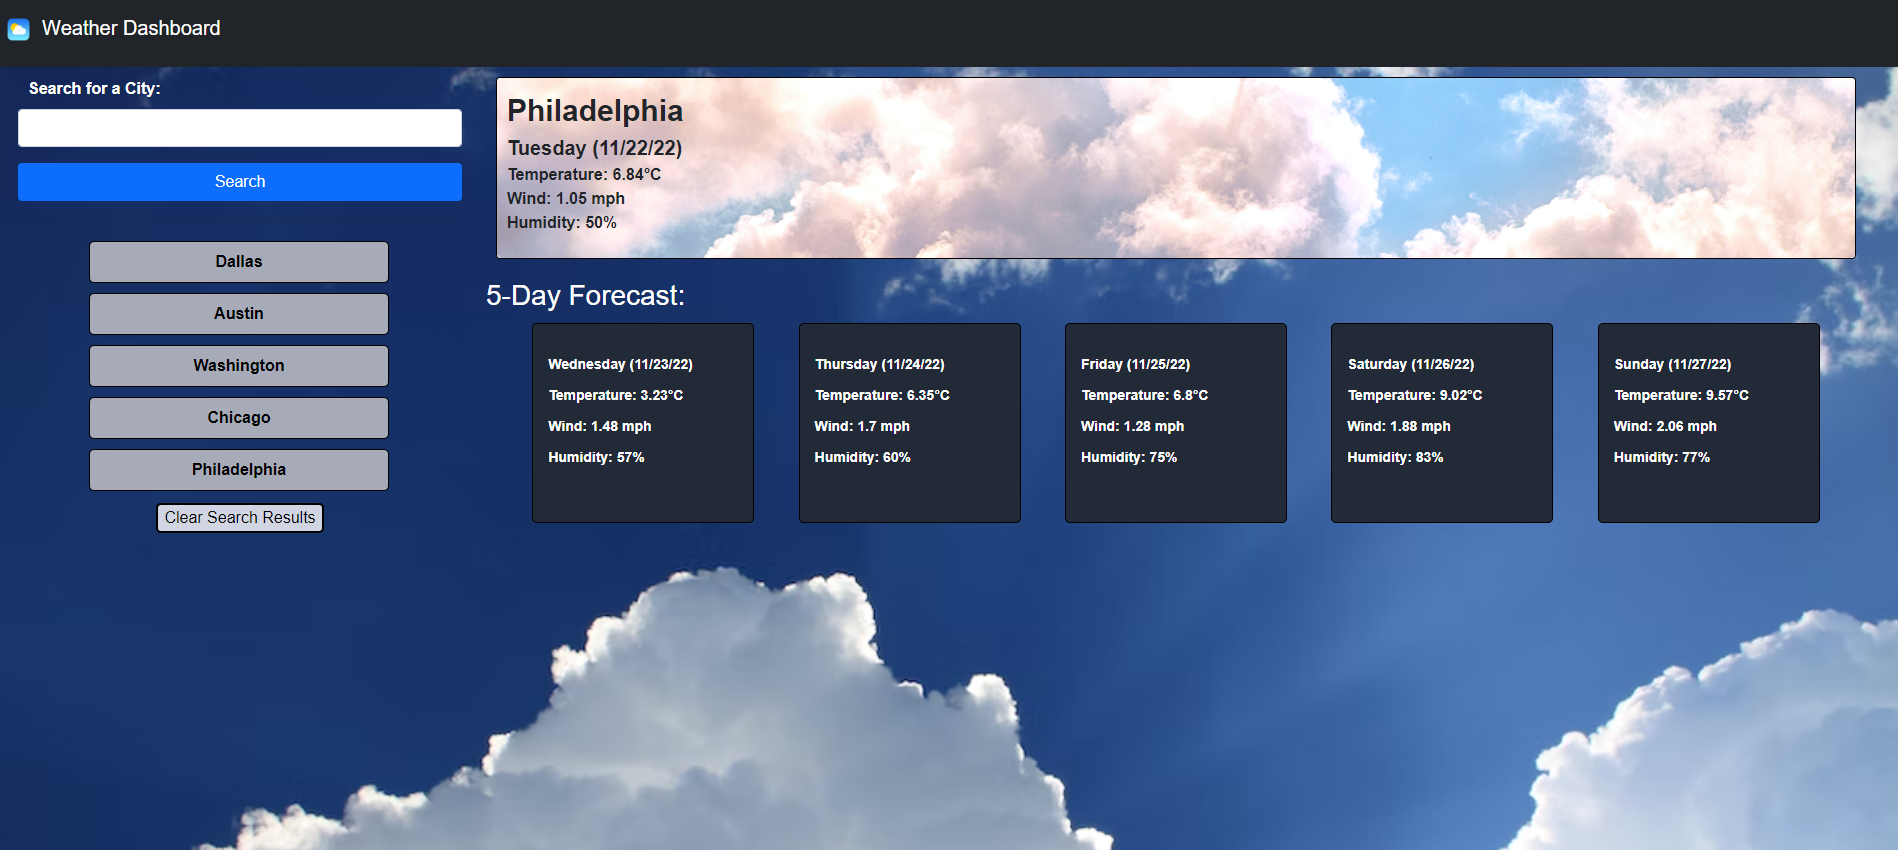 Weather Dashboard
Search for a City:
Search
Dallas
Austin
Washington
Chicago
Philadelphia
Clear Search Results
Philadelphia
Tuesday (11/22/22)
Temperature: 6.84°C
Wind: 1.05 mph
Humidity: 50%
5-Day Forecast:
Wednesday (11/23/22)
Temperature: 3.23°C
Wind: 1.48 mph
Humidity: 57%
Thursday (11/24/22)
Temperature: 6.35°C
Wind: 1.7 mph
Humidity: 60%
Friday (11/25/22)
Temperature: 6.8°C
Wind: 1.28 mph
Humidity: 75%
Saturday (11/26/22)
Temperature: 9.02°C
Wind: 1.88 mph
Humidity: 83%
Sunday (11/27/22)
Temperature: 9.57°C
Wind: 2.06 mph
Humidity: 77%